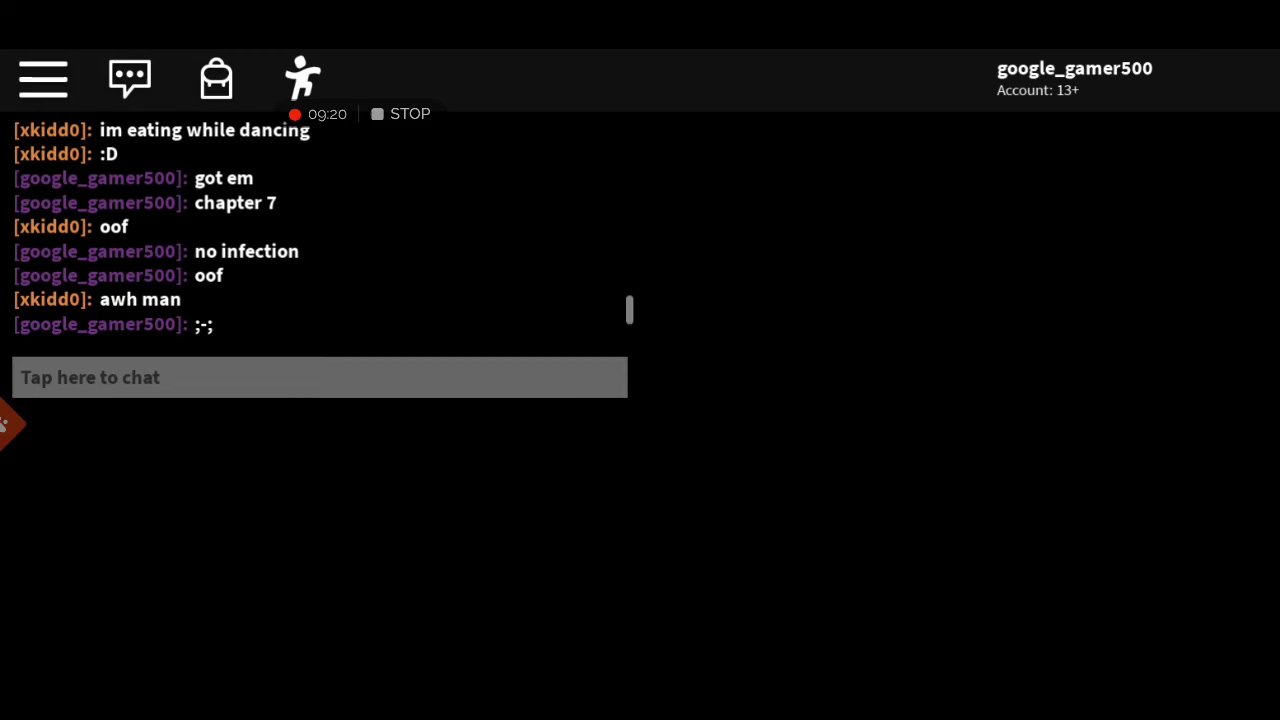 google_gamer500
Account: 13+
09:20 STOP
[xkidd0]: im eating while dancing
[xkidd0]: :D
[google_gamer500]: got em
[google_gamer500]: chapter 7
[xkidd0]: oof
[google_gamer500]: no infection
[google_gamer500]: oof
[xkidd0]: awh man
[google_gamer500]: ;-;
Tap here to chat